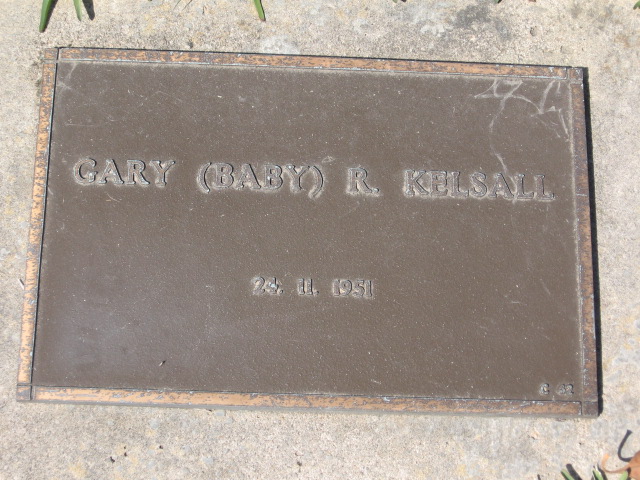 GARY (BABY) R. KELSALL
24. 11. 1951